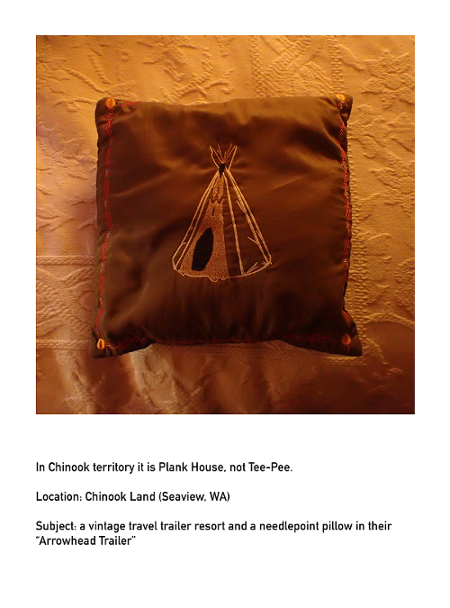 In Chinook territory it is Plank House, not Tee-Pee.
Location: Chinook Land (Seaview, WA)
Subject: a vintage travel trailer resort and a needlepoint pillow in their
“Arrowhead Trailer”